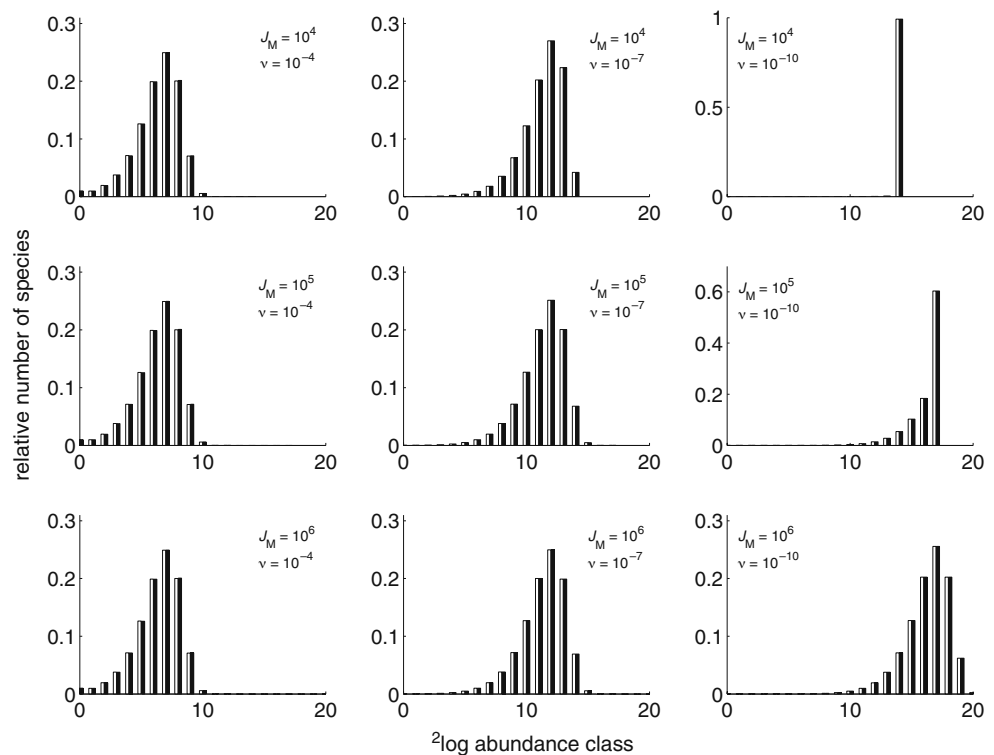 0.3
0.2
0.1
0
0 10 20
J_M = 10^4
ν = 10^-4
0.3
0.2
0.1
0
0 10 20
J_M = 10^4
ν = 10^-7
1
0.5
0
10 20
J_M = 10^4
ν = 10^-10
relative number of species
0.3
0.2
0.1
0
0 10 20
J_M = 10^5
ν = 10^-4
0.3
0.2
0.1
0
0 10 20
J_M = 10^5
ν = 10^-7
0.6
0.4
0.2
0
10 20
J_M = 10^5
ν = 10^-10
0.3
0.2
0.1
0
0 10 20
J_M = 10^6
ν = 10^-4
0.3
0.2
0.1
0
0 10 20
J_M = 10^6
ν = 10^-7
0.3
0.2
0.1
0
0 10 20
J_M = 10^6
ν = 10^-10
^2log abundance class